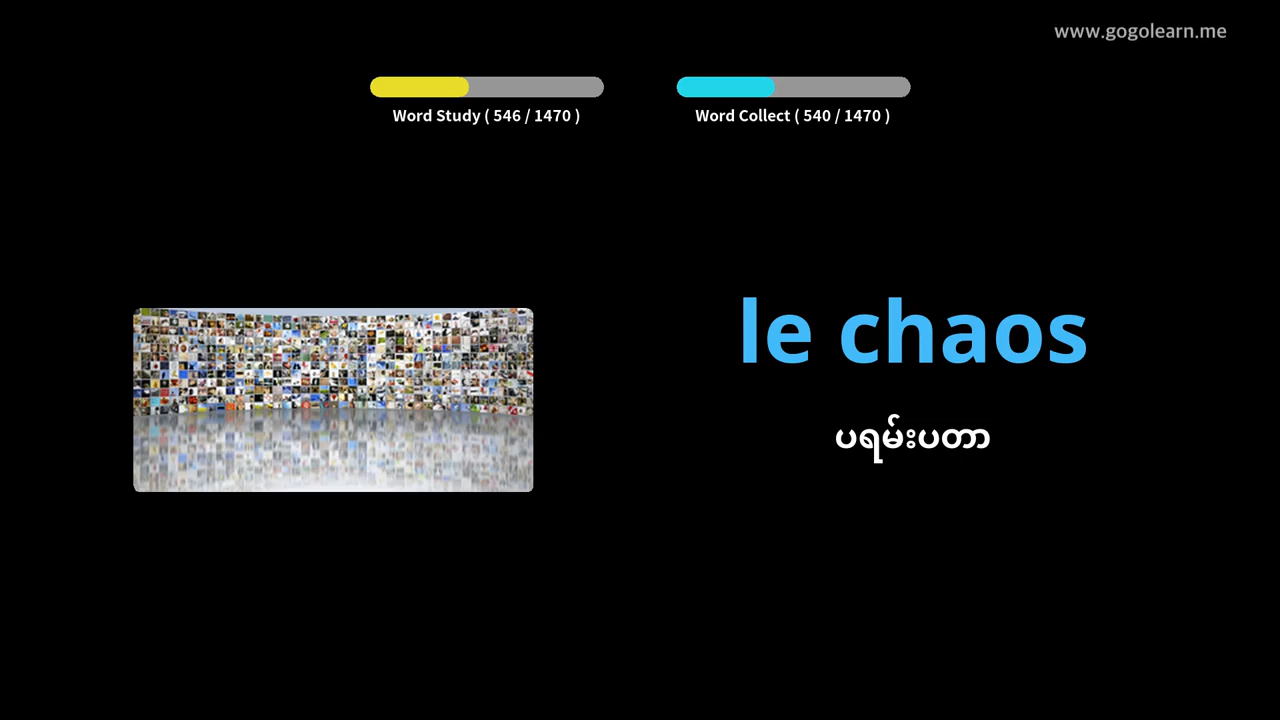 www.gogolearn.me
Word Study ( 546 / 1470 )
Word Collect ( 540 / 1470 )
le chaos
ပရမ်းပတာ